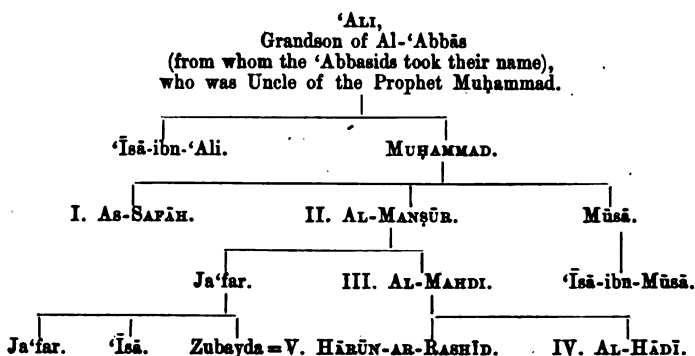 ‘ALI,
Grandson of Al-‘Abbās
(from whom the ‘Abbasids took their name),
who was Uncle of the Prophet Muḥammad.
‘Īsā-ibn-‘Ali. MUḤAMMAD.
I. AS-SAFĀḤ. II. AL-MANṢŪR. Mūsā.
Ja‘far. III. AL-MAHDI. ‘Īsā-ibn-Mūsā.
Ja‘far. ‘Īsā. Zubayda = V. HĀRŪN-AR-RASHĪD. IV. AL-HĀDĪ.